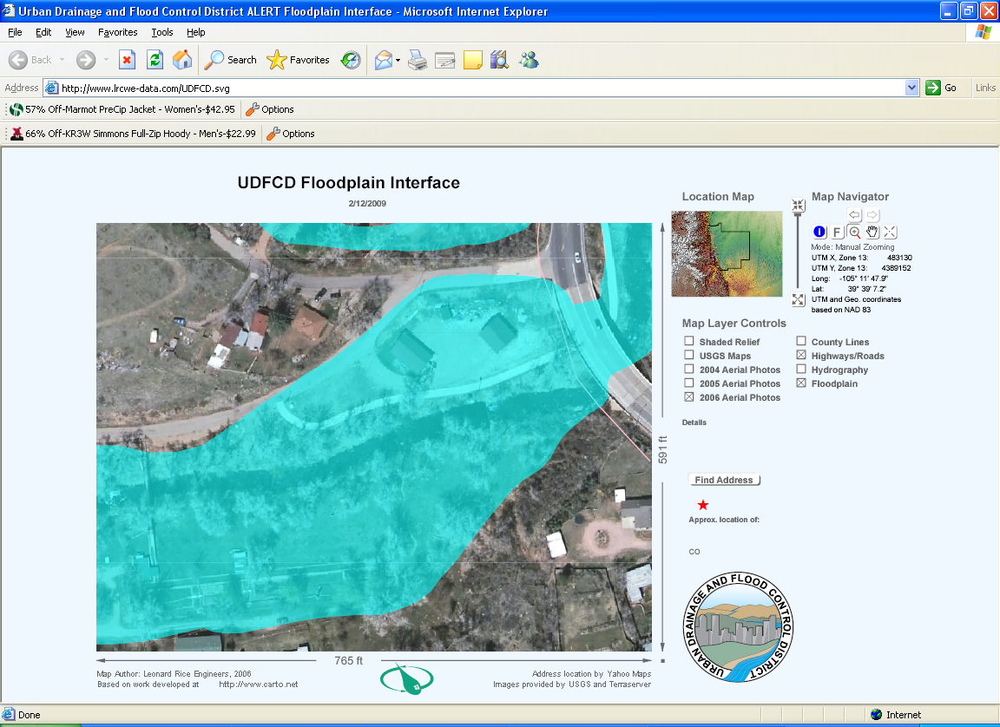 Urban Drainage and Flood Control District ALERT Floodplain Interface - Microsoft Internet Explorer
File Edit View Favorites Tools Help
Back Search Favorites
Address http://www.lrcwe-data.com/UDFCD.svg Go Links
57% Off-Marmot PreCip Jacket - Women's-$42.95 Options
66% Off-KR3W Simmons Full-Zip Hoody - Men's-$22.99 Options
UDFCD Floodplain Interface
2/12/2009
Location Map
Map Navigator
i F
Mode: Manual Zooming
UTM X, Zone 13: 483130
UTM Y, Zone 13: 4389152
Long: -105° 11' 47.9"
Lat: 39° 39' 7.2"
UTM and Geo. coordinates
based on NAD 83
Map Layer Controls
Shaded Relief County Lines
USGS Maps Highways/Roads
2004 Aerial Photos Hydrography
2005 Aerial Photos Floodplain
2006 Aerial Photos
Details
591 ft
Find Address
Approx. location of:
CO
URBAN DRAINAGE AND FLOOD CONTROL DISTRICT
765 ft
Map Author: Leonard Rice Engineers, 2006
Based on work developed at http://www.carto.net
Address location by Yahoo Maps
Images provided by USGS and Terraserver
Done Internet